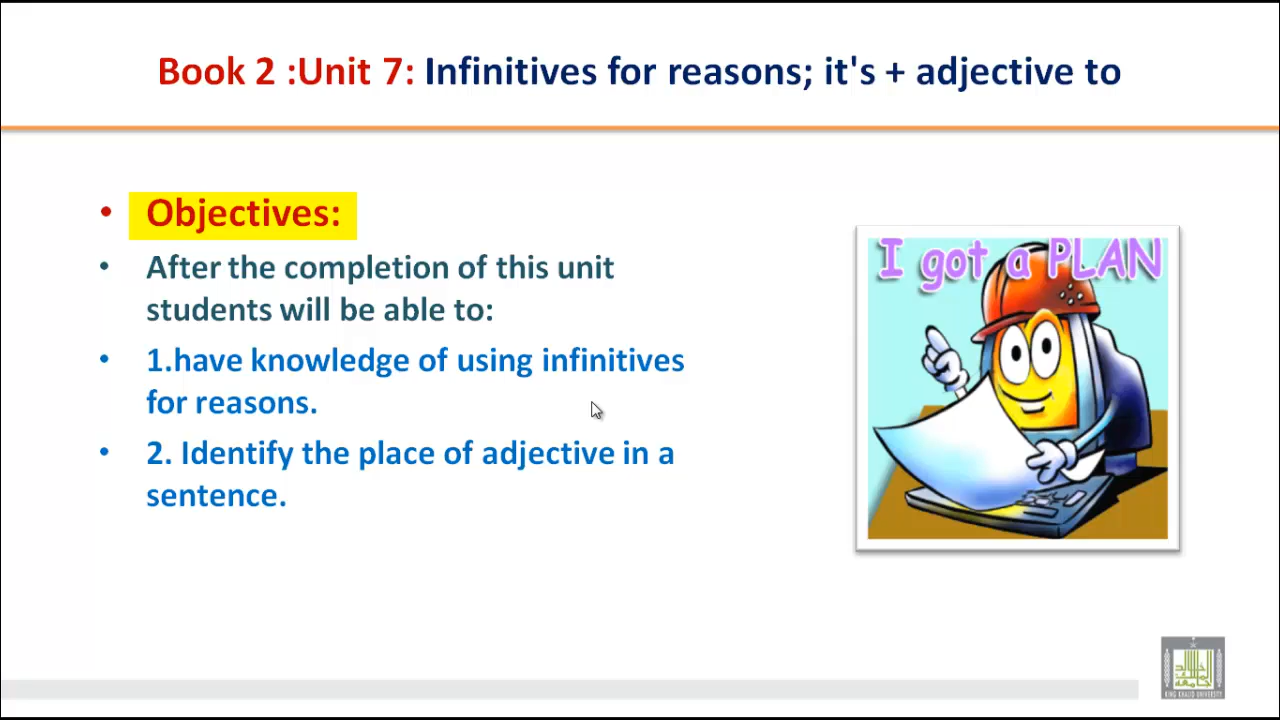 Book 2 :Unit 7: Infinitives for reasons; it's + adjective to
• Objectives:
• After the completion of this unit
students will be able to:
• 1.have knowledge of using infinitives
for reasons.
• 2. Identify the place of adjective in a
sentence.
I got a PLAN
KING KHALID UNIVERSITY